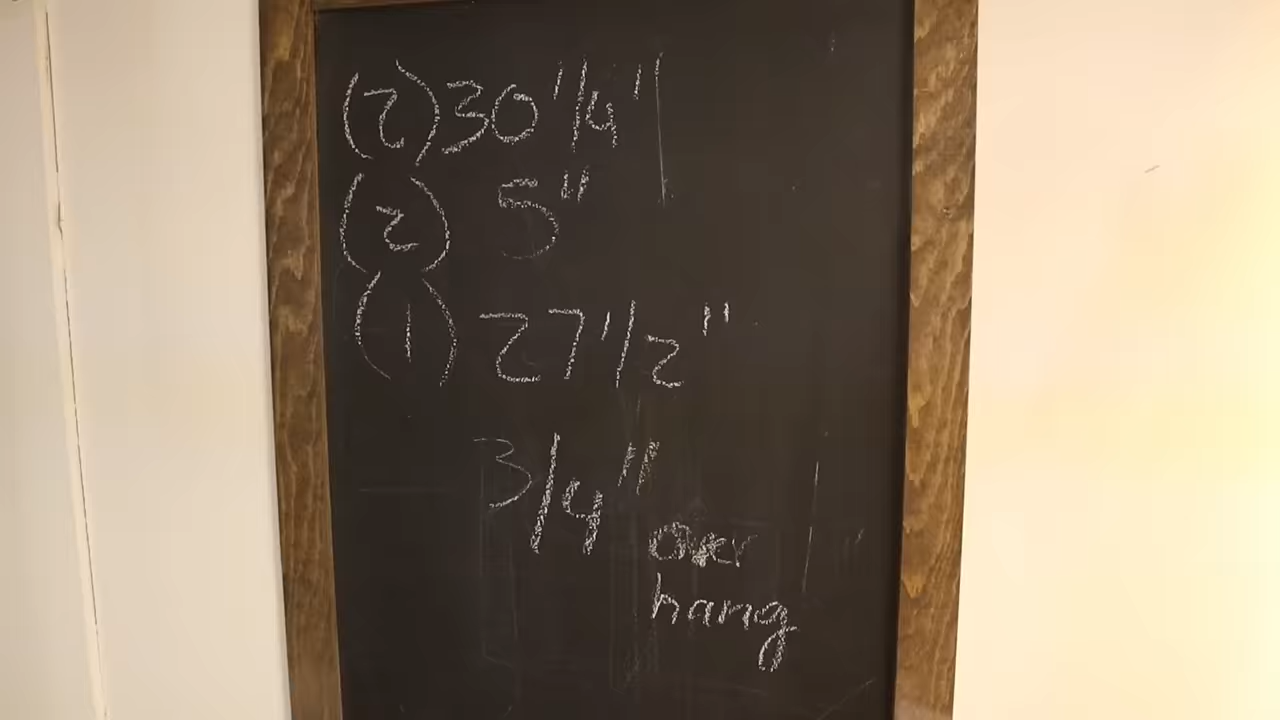 (2) 30 1/4"
(2) 5"
(1) 27 1/2"
3/4" over
hang